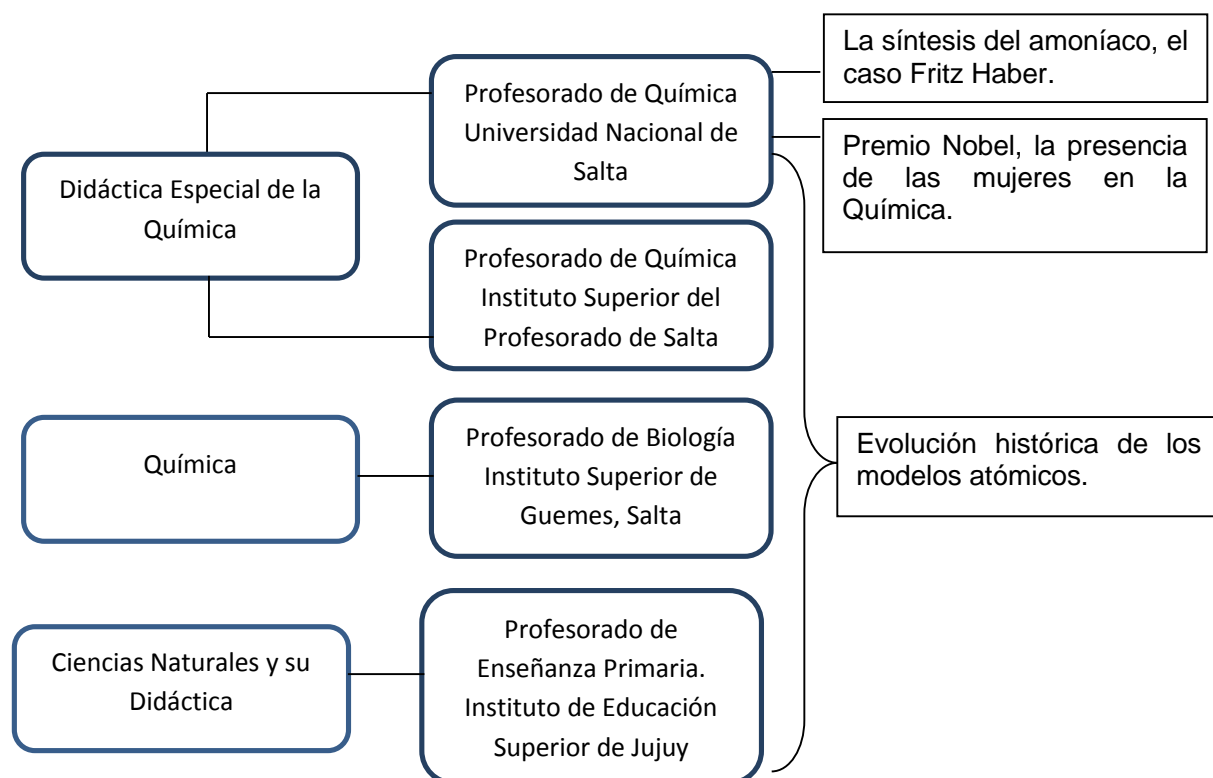 La síntesis del amoníaco, el
caso Fritz Haber.
Profesorado de Química
Universidad Nacional de
Salta
Premio Nobel, la presencia
de las mujeres en la
Química.
Didáctica Especial de la
Química
Profesorado de Química
Instituto Superior del
Profesorado de Salta
Química
Profesorado de Biología
Instituto Superior de
Guemes, Salta
Evolución histórica de los
modelos atómicos.
Ciencias Naturales y su
Didáctica
Profesorado de
Enseñanza Primaria.
Instituto de Educación
Superior de Jujuy